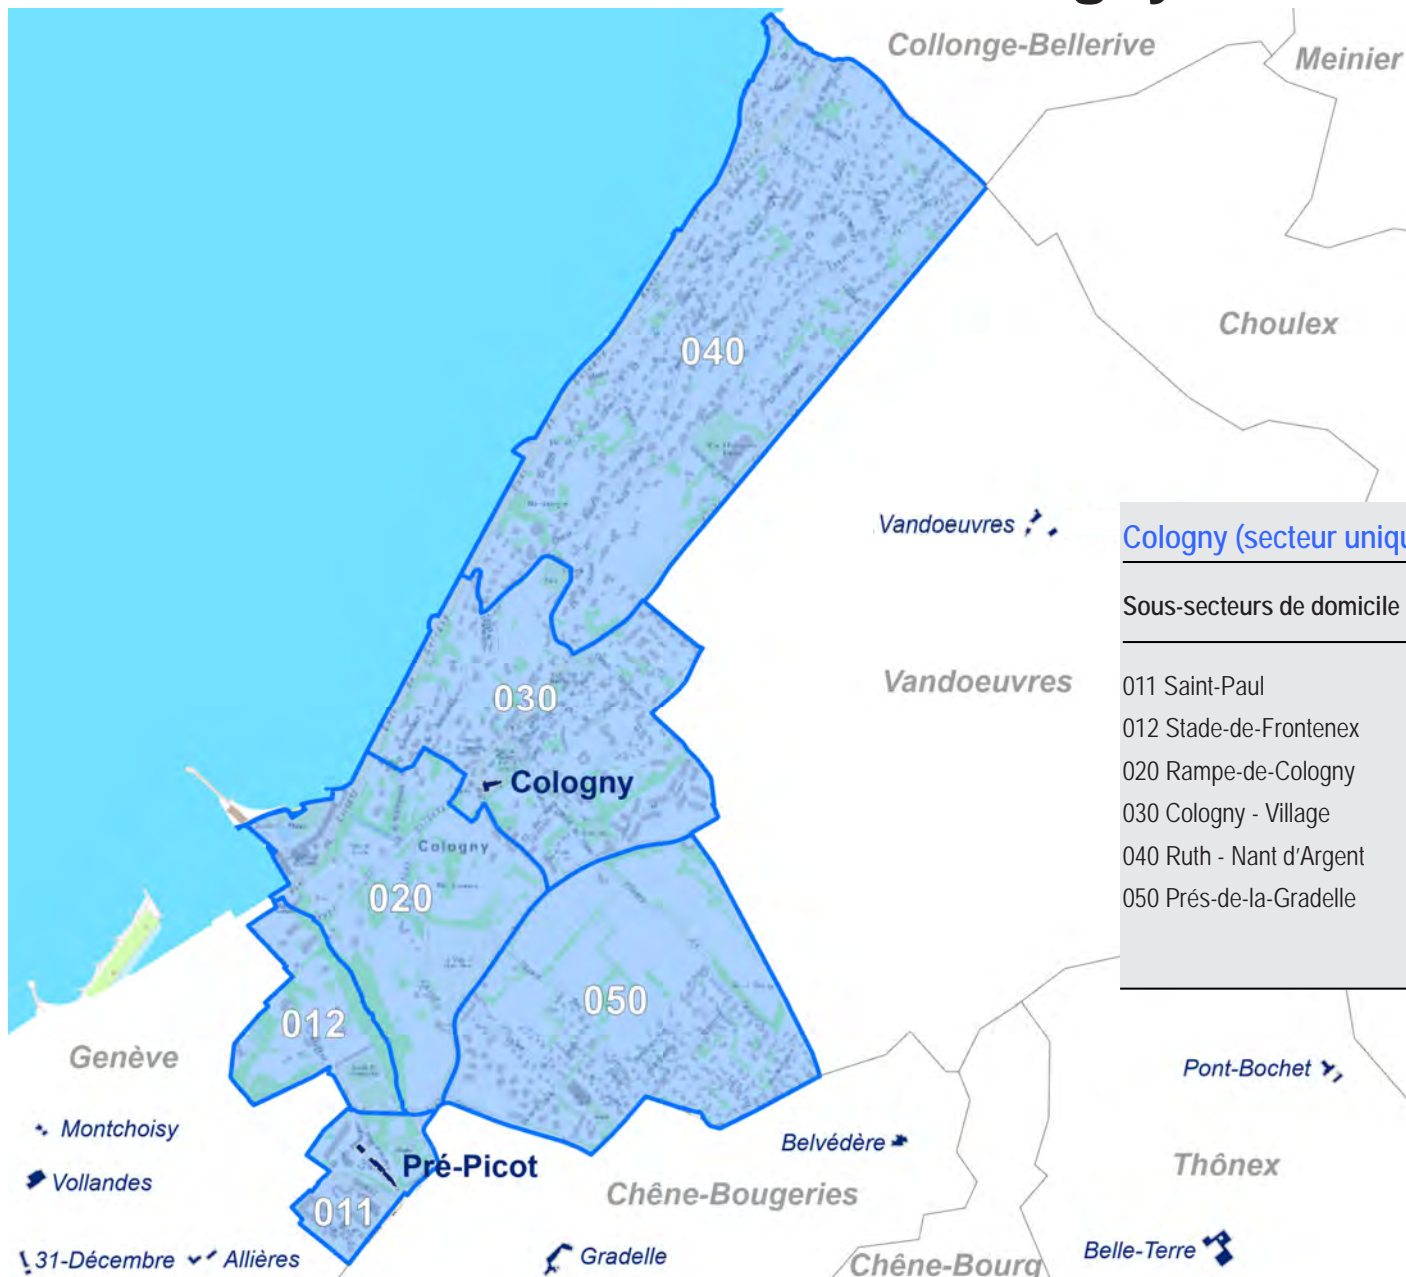 Collonge-Bellerive
Meinier
Choulex
040
Vandoeuvres
Cologny (secteur uniqu
Sous-secteurs de domicile
011 Saint-Paul
012 Stade-de-Frontenex
020 Rampe-de-Cologny
030 Cologny - Village
040 Ruth - Nant d'Argent
050 Prés-de-la-Gradelle
Vandoeuvres
030
Cologny
Cologny
020
050
012
Genève
Pont-Bochet
Montchoisy
Belvédère
Pré-Picot
Thônex
Vollandes
Chêne-Bougeries
011
31-Décembre
Allières
Gradelle
Belle-Terre
Chêne-Bourg